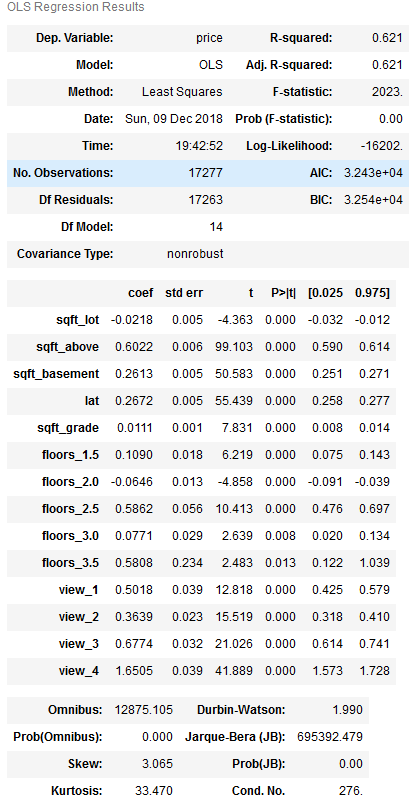 OLS Regression Results
Dep. Variable: price R-squared: 0.621
Model: OLS Adj. R-squared: 0.621
Method: Least Squares F-statistic: 2023.
Date: Sun, 09 Dec 2018 Prob (F-statistic): 0.00
Time: 19:42:52 Log-Likelihood: -16202.
No. Observations: 17277 AIC: 3.243e+04
Df Residuals: 17263 BIC: 3.254e+04
Df Model: 14
Covariance Type: nonrobust
coef std err t P>|t| [0.025 0.975]
sqft_lot -0.0218 0.005 -4.363 0.000 -0.032 -0.012
sqft_above 0.6022 0.006 99.103 0.000 0.590 0.614
sqft_basement 0.2613 0.005 50.583 0.000 0.251 0.271
lat 0.2672 0.005 55.439 0.000 0.258 0.277
sqft_grade 0.0111 0.001 7.831 0.000 0.008 0.014
floors_1.5 0.1090 0.018 6.219 0.000 0.075 0.143
floors_2.0 -0.0646 0.013 -4.858 0.000 -0.091 -0.039
floors_2.5 0.5862 0.056 10.413 0.000 0.476 0.697
floors_3.0 0.0771 0.029 2.639 0.008 0.020 0.134
floors_3.5 0.5808 0.234 2.483 0.013 0.122 1.039
view_1 0.5018 0.039 12.818 0.000 0.425 0.579
view_2 0.3639 0.023 15.519 0.000 0.318 0.410
view_3 0.6774 0.032 21.026 0.000 0.614 0.741
view_4 1.6505 0.039 41.889 0.000 1.573 1.728
Omnibus: 12875.105 Durbin-Watson: 1.990
Prob(Omnibus): 0.000 Jarque-Bera (JB): 695392.479
Skew: 3.065 Prob(JB): 0.00
Kurtosis: 33.470 Cond. No. 276.